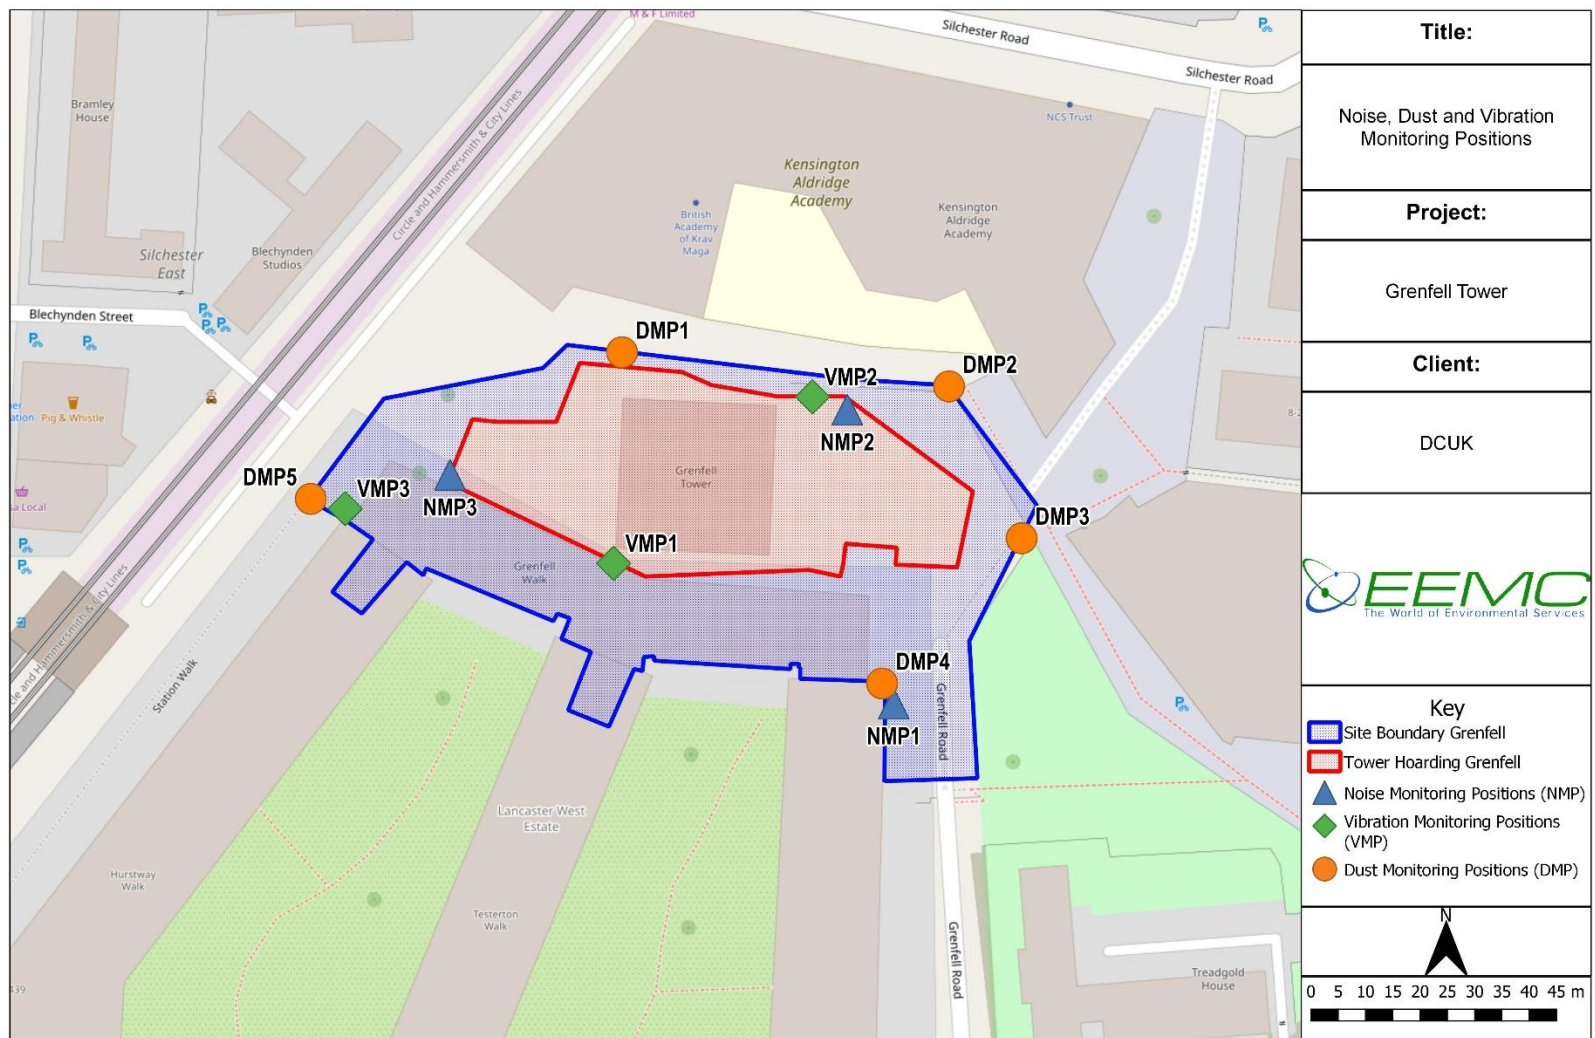 M & F Limited
Silchester Road
Silchester Road
Bramley
House
NCS Trust
Circle and Hammersmith & City Lines
Kensington
Aldridge
Academy
British
Academy
of Krav
Maga
Kensington
Aldridge
Academy
Silchester
East
Blechynden
Studios
Blechynden Street
Pig & Whistle
DMP1
VMP2
DMP2
NMP2
Grenfell
Tower
DMP5
VMP3
NMP3
DMP3
VMP1
Grenfell
Walk
DMP4
NMP1
Grenfell Road
Station Walk
Circle and Hammersmith & City Lines
Lancaster West
Estate
Hurstway
Walk
Testerton
Walk
Grenfell Road
Treadgold
House
439
Title:
Noise, Dust and Vibration
Monitoring Positions
Project:
Grenfell Tower
Client:
DCUK
EEMC
The World of Environmental Services
Key
Site Boundary Grenfell
Tower Hoarding Grenfell
Noise Monitoring Positions (NMP)
Vibration Monitoring Positions
(VMP)
Dust Monitoring Positions (DMP)
N
0 5 10 15 20 25 30 35 40 45 m